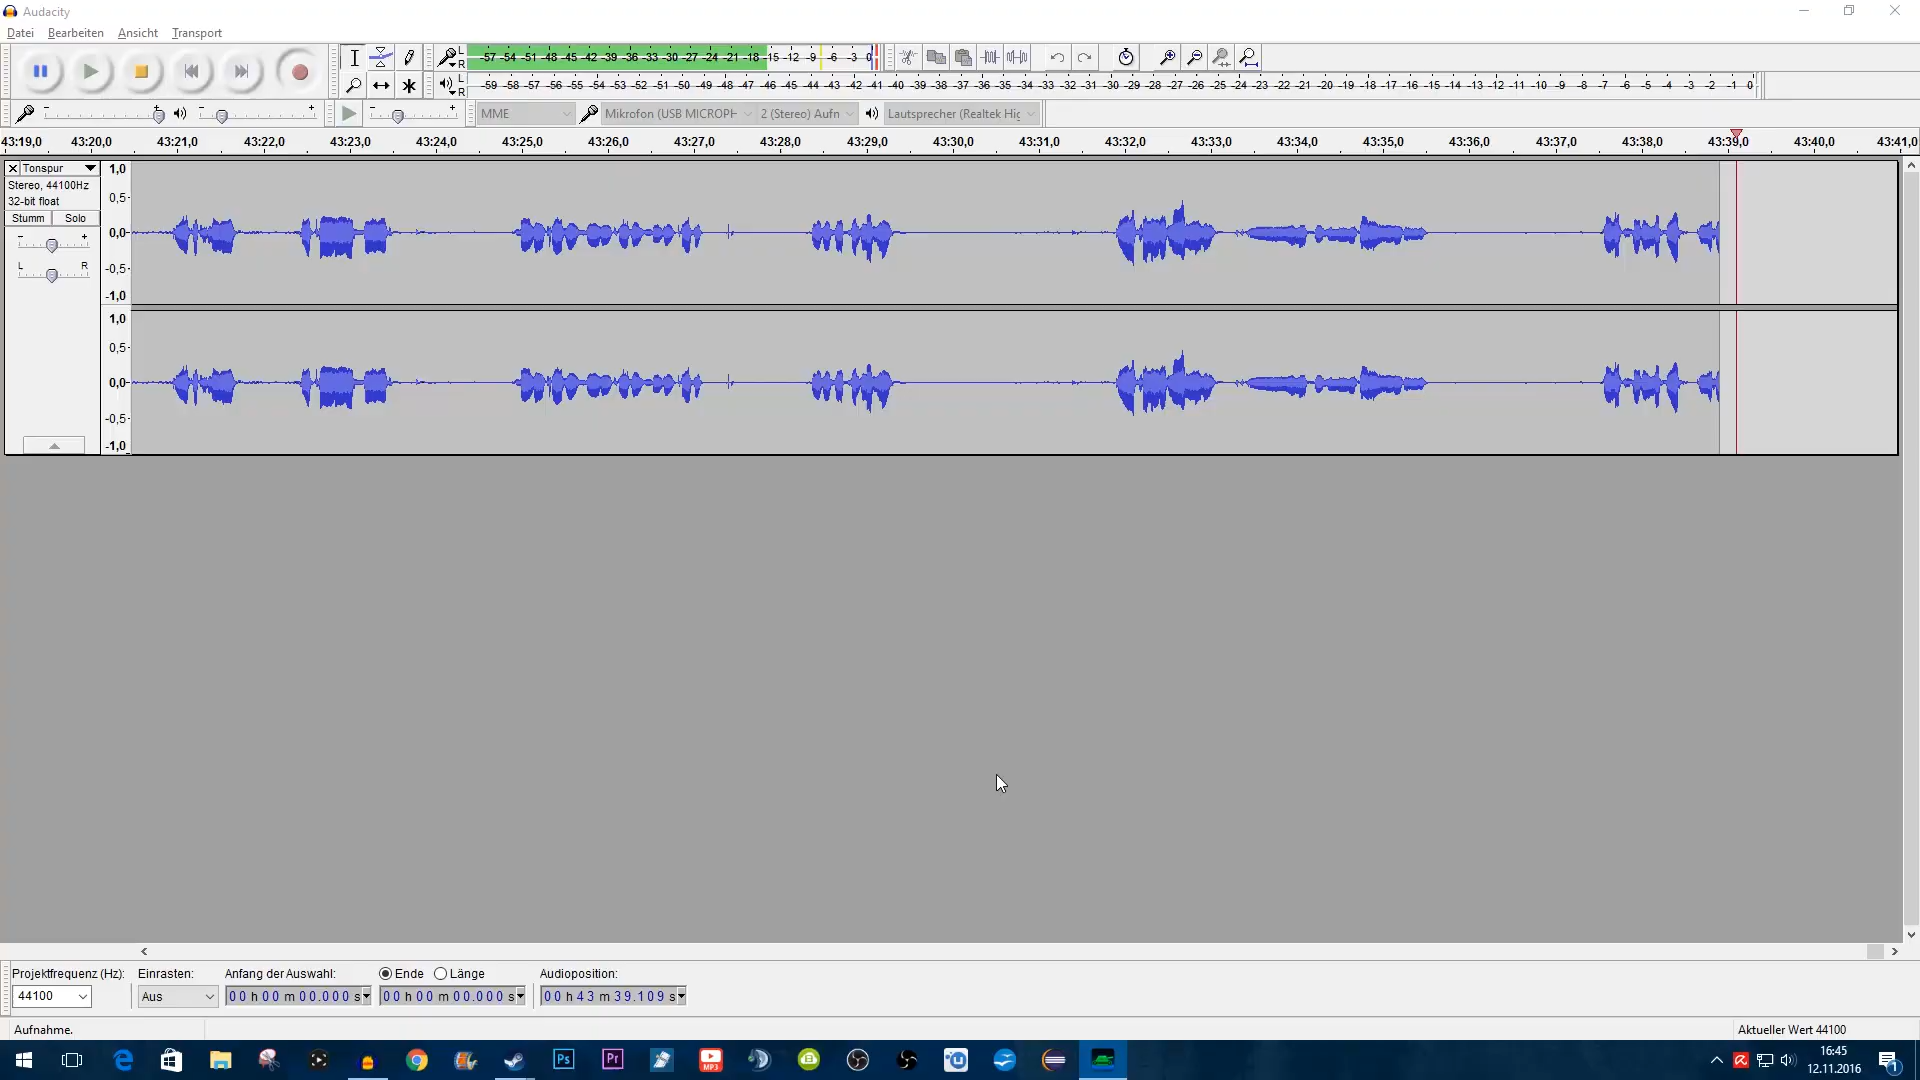 Audacity
Datei Bearbeiten Ansicht Transport
L R -57 -54 -51 -48 -45 -42 -39 -36 -33 -30 -27 -24 -21 -18 -15 -12 -9 -6 -3 0
L R -59 -58 -57 -56 -55 -54 -53 -52 -51 -50 -49 -48 -47 -46 -45 -44 -43 -42 -41 -40 -39 -38 -37 -36 -35 -34 -33 -32 -31 -30 -29 -28 -27 -26 -25 -24 -23 -22 -21 -20 -19 -18 -17 -16 -15 -14 -13 -12 -11 -10 -9 -8 -7 -6 -5 -4 -3 -2 -1 0
- + - + - + MME Mikrofon (USB MICROPH 2 (Stereo) Aufn Lautsprecher (Realtek Hig
43:19,0 43:20,0 43:21,0 43:22,0 43:23,0 43:24,0 43:25,0 43:26,0 43:27,0 43:28,0 43:29,0 43:30,0 43:31,0 43:32,0 43:33,0 43:34,0 43:35,0 43:36,0 43:37,0 43:38,0 43:39,0 43:40,0 43:41,0
Tonspur 1,0
Stereo, 44100Hz
32-bit float 0,5
Stumm Solo
- + 0,0
L R -0,5
-1,0
1,0
0,5
0,0
-0,5
-1,0
Projektfrequenz (Hz): Einrasten: Anfang der Auswahl: Ende Länge Audioposition:
44100 Aus 00 h 00 m 00.000 s 00 h 00 m 00.000 s 00 h 43 m 39.109 s
Aufnahme. Aktueller Wert 44100
Ps Pr MP3
16:45
12.11.2016
1